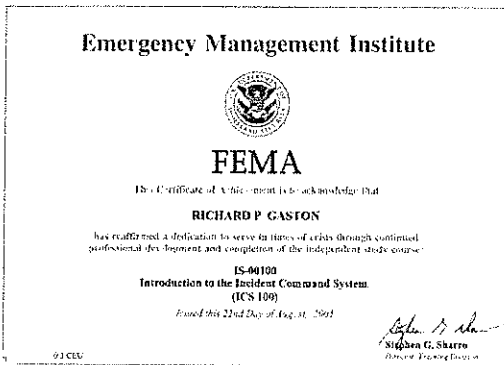 Emergency Management Institute
FEMA
This Certificate of Achievement is to acknowledge that
RICHARD P. GASTON
has reaffirmed a dedication to serve in times of crisis through continued
professional development and completion of the independent study course:
IS-00100
Introduction to the Incident Command System
(ICS 100)
Issued this 22nd Day of August,
Stephen G. Sharro
Director, Training Division
CEU